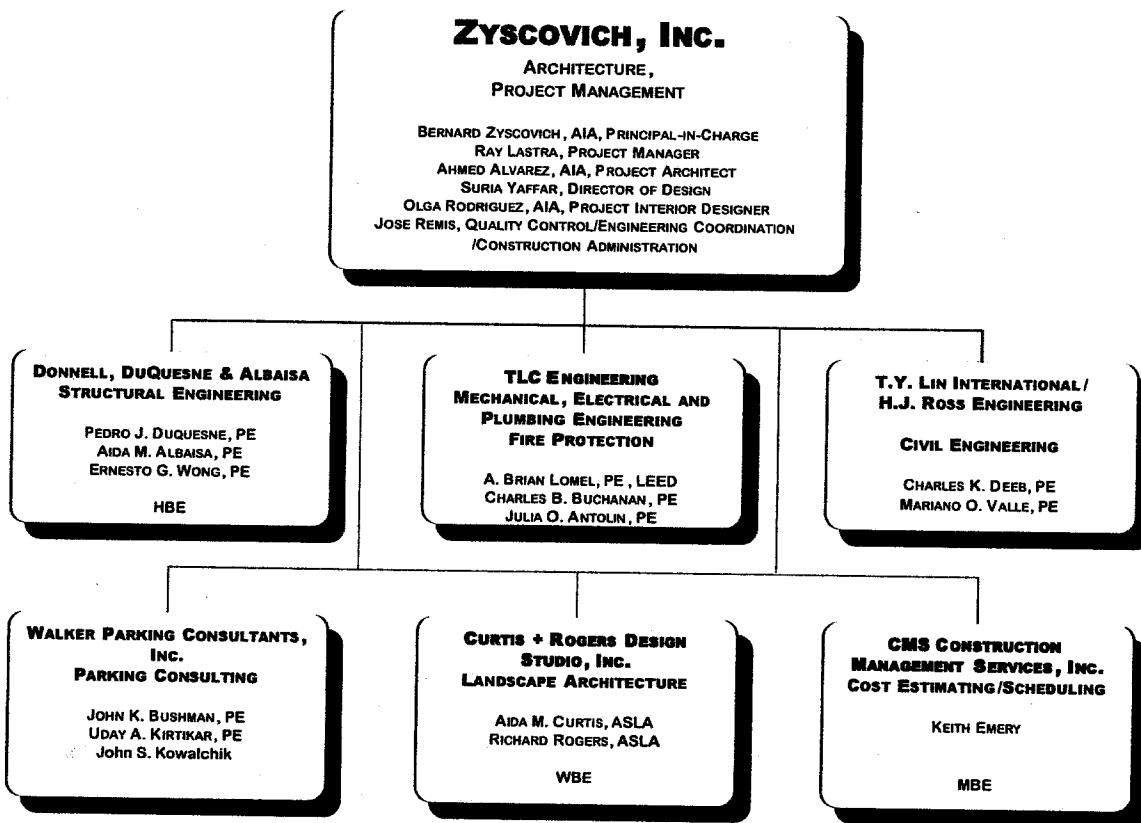 ZYSCOVICH, INC.
ARCHITECTURE,
PROJECT MANAGEMENT
BERNARD ZYSCOVICH, AIA, PRINCIPAL-IN-CHARGE
RAY LASTRA, PROJECT MANAGER
AHMED ALVAREZ, AIA, PROJECT ARCHITECT
SURIA YAFFAR, DIRECTOR OF DESIGN
OLGA RODRIGUEZ, AIA, PROJECT INTERIOR DESIGNER
JOSE REMIS, QUALITY CONTROL/ENGINEERING COORDINATION
/CONSTRUCTION ADMINISTRATION
DONNELL, DUQUESNE & ALBAISA
STRUCTURAL ENGINEERING
PEDRO J. DUQUESNE, PE
AIDA M. ALBAISA, PE
ERNESTO G. WONG, PE
HBE
TLC ENGINEERING
MECHANICAL, ELECTRICAL AND
PLUMBING ENGINEERING
FIRE PROTECTION
A. BRIAN LOMEL, PE , LEED
CHARLES B. BUCHANAN, PE
JULIA O. ANTOLIN, PE
T.Y. LIN INTERNATIONAL/
H.J. ROSS ENGINEERING
CIVIL ENGINEERING
CHARLES K. DEEB, PE
MARIANO O. VALLE, PE
WALKER PARKING CONSULTANTS,
INC.
PARKING CONSULTING
JOHN K. BUSHMAN, PE
UDAY A. KIRTIKAR, PE
John S. Kowalchik
CURTIS + ROGERS DESIGN
STUDIO, INC.
LANDSCAPE ARCHITECTURE
AIDA M. CURTIS, ASLA
RICHARD ROGERS, ASLA
WBE
CMS CONSTRUCTION
MANAGEMENT SERVICES, INC.
COST ESTIMATING/SCHEDULING
KEITH EMERY
MBE